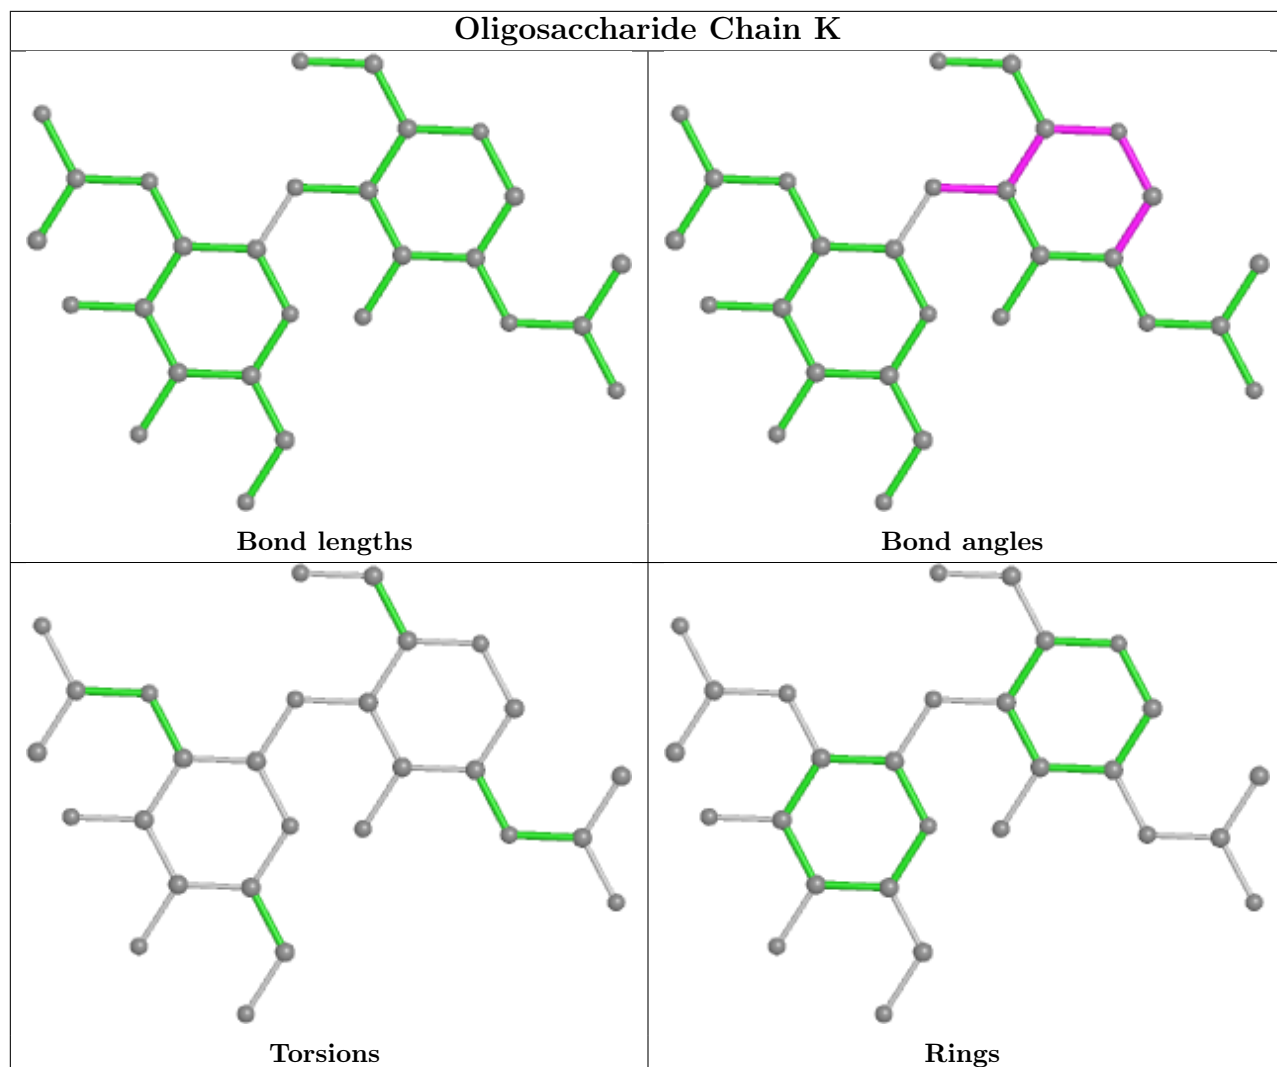 Oligosaccharide Chain K
Bond lengths
Bond angles
Torsions
Rings